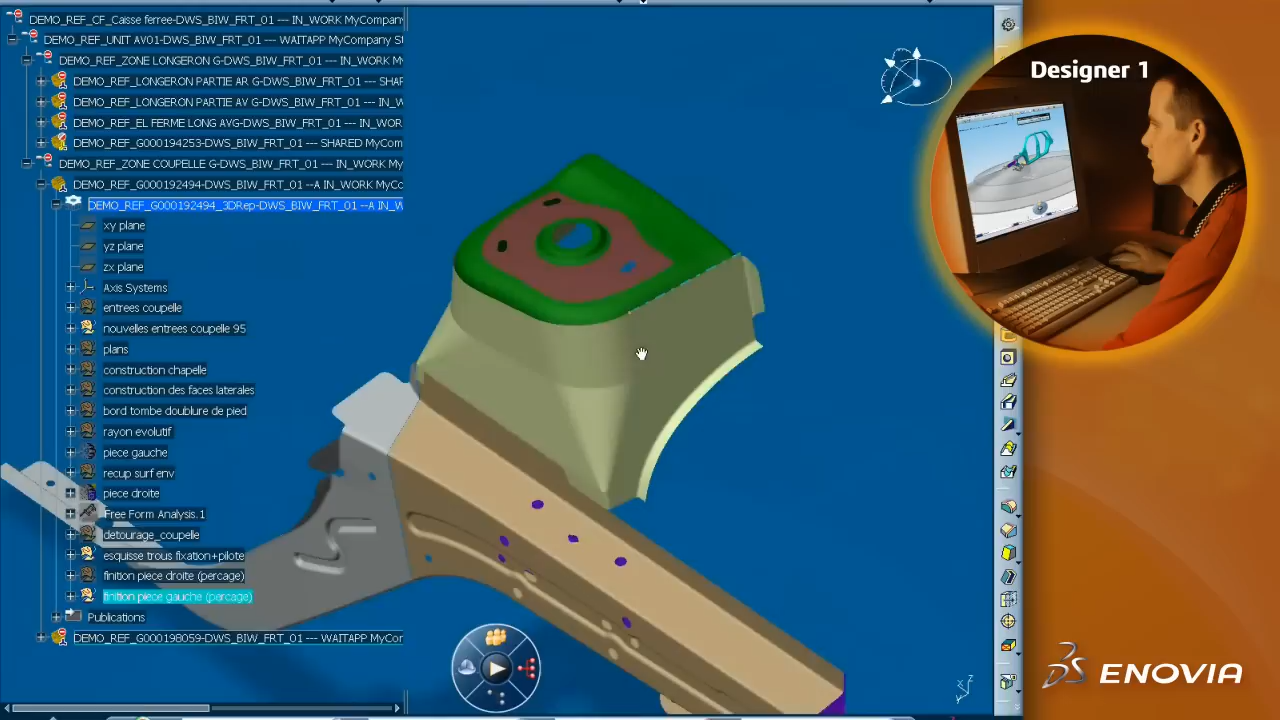 DEMO_REF_CF_Caisse ferree-DWS_BIW_FRT_01 --- IN_WORK MyCompany
DEMO_REF_UNIT AV01-DWS_BIW_FRT_01 --- WAITAPP MyCompany St
DEMO_REF_ZONE LONGERON G-DWS_BIW_FRT_01 --- IN_WORK My
DEMO_REF_LONGERON PARTIE AR G-DWS_BIW_FRT_01 --- SHAR
DEMO_REF_LONGERON PARTIE AV G-DWS_BIW_FRT_01 --- IN_W
DEMO_REF_EL FERME LONG AVG-DWS_BIW_FRT_01 --- IN_WOR
DEMO_REF_G000194253-DWS_BIW_FRT_01 --- SHARED MyCom
DEMO_REF_ZONE COUPELLE G-DWS_BIW_FRT_01 --- IN_WORK My
DEMO_REF_G000192494-DWS_BIW_FRT_01 --A IN_WORK MyCo
DEMO_REF_G000192494_3DRep-DWS_BIW_FRT_01 --A IN_W
xy plane
yz plane
zx plane
Axis Systems
entrees coupelle
nouvelles entrees coupelle 95
plans
construction chapelle
construction des faces laterales
bord tombe doublure de pied
rayon evolutif
piece gauche
recup surf env
piece droite
Free Form Analysis.1
detourage_coupelle
esquisse trous fixation+pilote
finition piece droite (percage)
finition piece gauche (percage)
Publications
DEMO_REF_G000198059-DWS_BIW_FRT_01 --- WAITAPP MyCom
Designer 1
ENOVIA